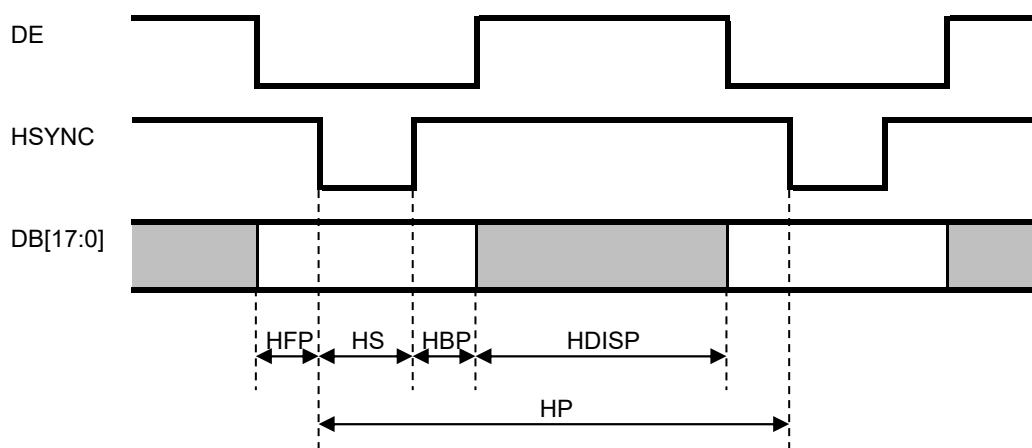 DE
HSYNC
DB[17:0]
HFP HS HBP HDISP
HP